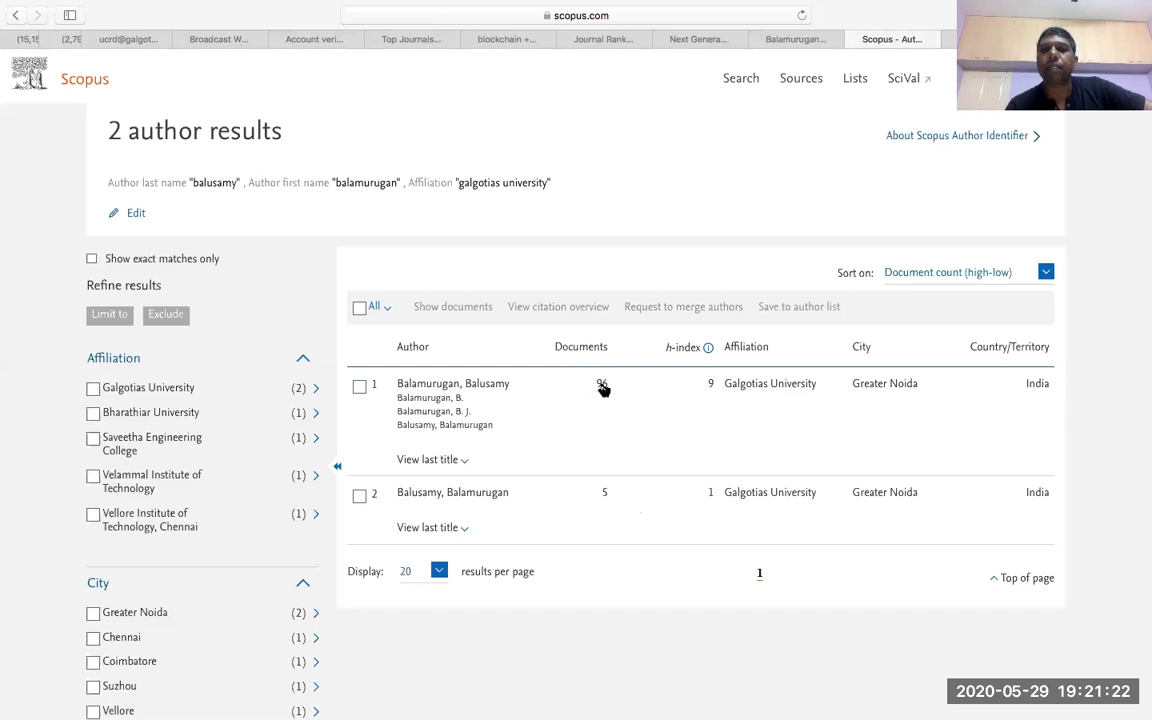 scopus.com
(15,15
(2,79
ucrd@galgot...
Broadcast W...
Account veri...
Top Journals...
blockchain +...
Journal Rank...
Next Genera...
Balamurugan...
Scopus - Aut...
Scopus
Search
Sources
Lists
SciVal
2 author results
About Scopus Author Identifier
Author last name "balusamy" , Author first name "balamurugan" , Affiliation "galgotias university"
Edit
Show exact matches only
Refine results
Limit to
Exclude
Affiliation
Galgotias University (2)
Bharathiar University (1)
Saveetha Engineering (1)
College
Velammal Institute of (1)
Technology
Vellore Institute of (1)
Technology, Chennai
City
Greater Noida (2)
Chennai (1)
Coimbatore (1)
Suzhou (1)
Vellore (1)
Sort on: Document count (high-low)
All
Show documents
View citation overview
Request to merge authors
Save to author list
Author Documents h-index Affiliation City Country/Territory
1 Balamurugan, Balusamy 96 9 Galgotias University Greater Noida India
Balamurugan, B.
Balamurugan, B. J.
Balusamy, Balamurugan
View last title
2 Balusamy, Balamurugan 5 1 Galgotias University Greater Noida India
View last title
Display: 20 results per page
1
Top of page
2020-05-29 19:21:22